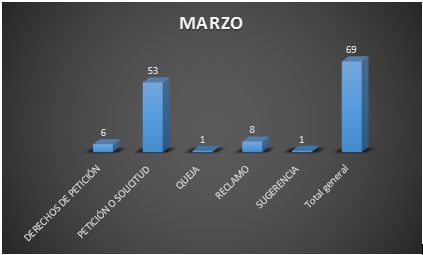 MARZO
6
53
1
8
1
69
DERECHOS DE PETICIÓN
PETICIÓN O SOLICITUD
QUEJA
RECLAMO
SUGERENCIA
Total general